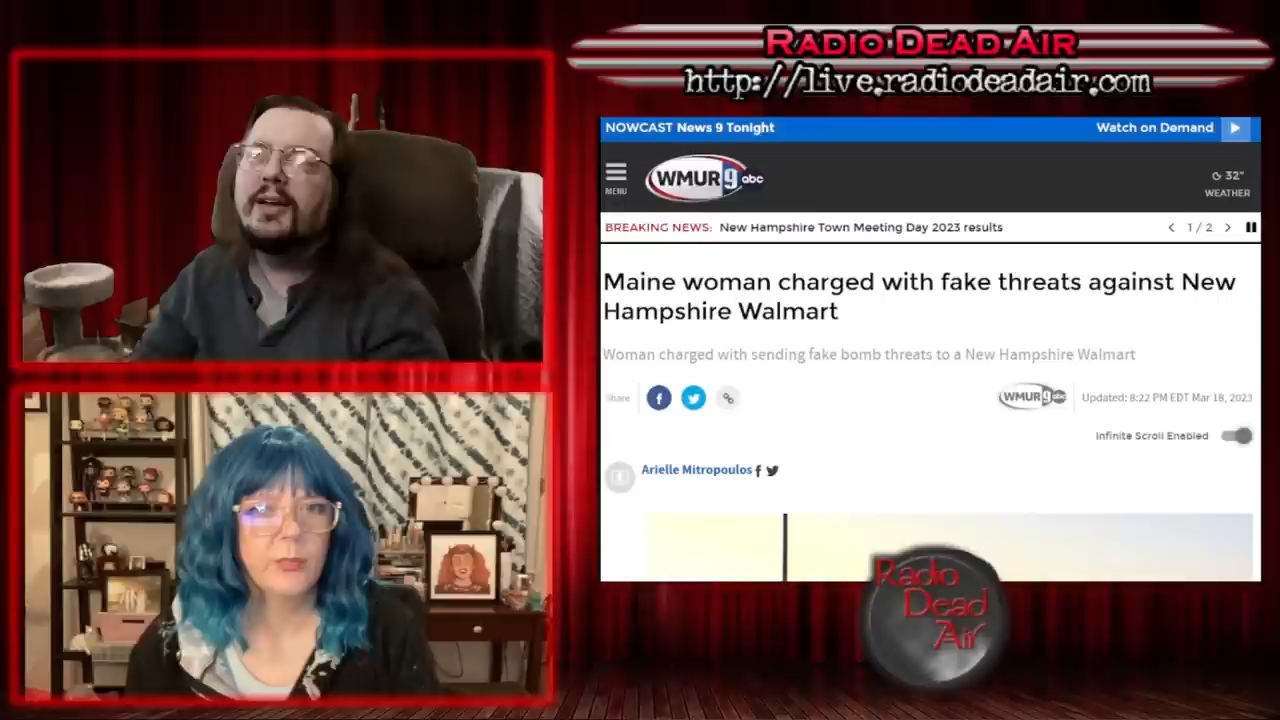 Radio Dead Air
http://live.radiodeadair.com
NOWCAST News 9 Tonight
Watch on Demand
MENU
WMUR 9 abc
32°
WEATHER
BREAKING NEWS: New Hampshire Town Meeting Day 2023 results
1 / 2
Maine woman charged with fake threats against New
Hampshire Walmart
Woman charged with sending fake bomb threats to a New Hampshire Walmart
Share
f
WMUR 9 abc
Updated: 8:22 PM EDT Mar 18, 2023
Infinite Scroll Enabled
Arielle Mitropoulos f
Radio
Dead
Air